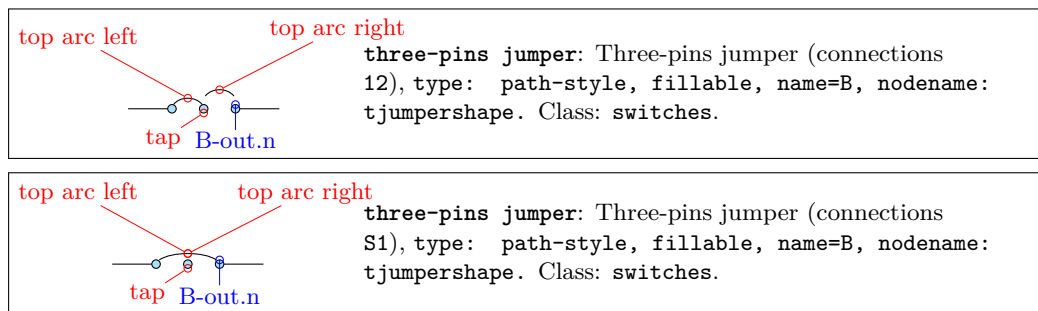 top arc left
top arc right
tap
B-out.n
three-pins jumper: Three-pins jumper (connections
12), type: path-style, fillable, name=B, nodename:
tjumpershape. Class: switches.
top arc left
top arc right
tap
B-out.n
three-pins jumper: Three-pins jumper (connections
S1), type: path-style, fillable, name=B, nodename:
tjumpershape. Class: switches.